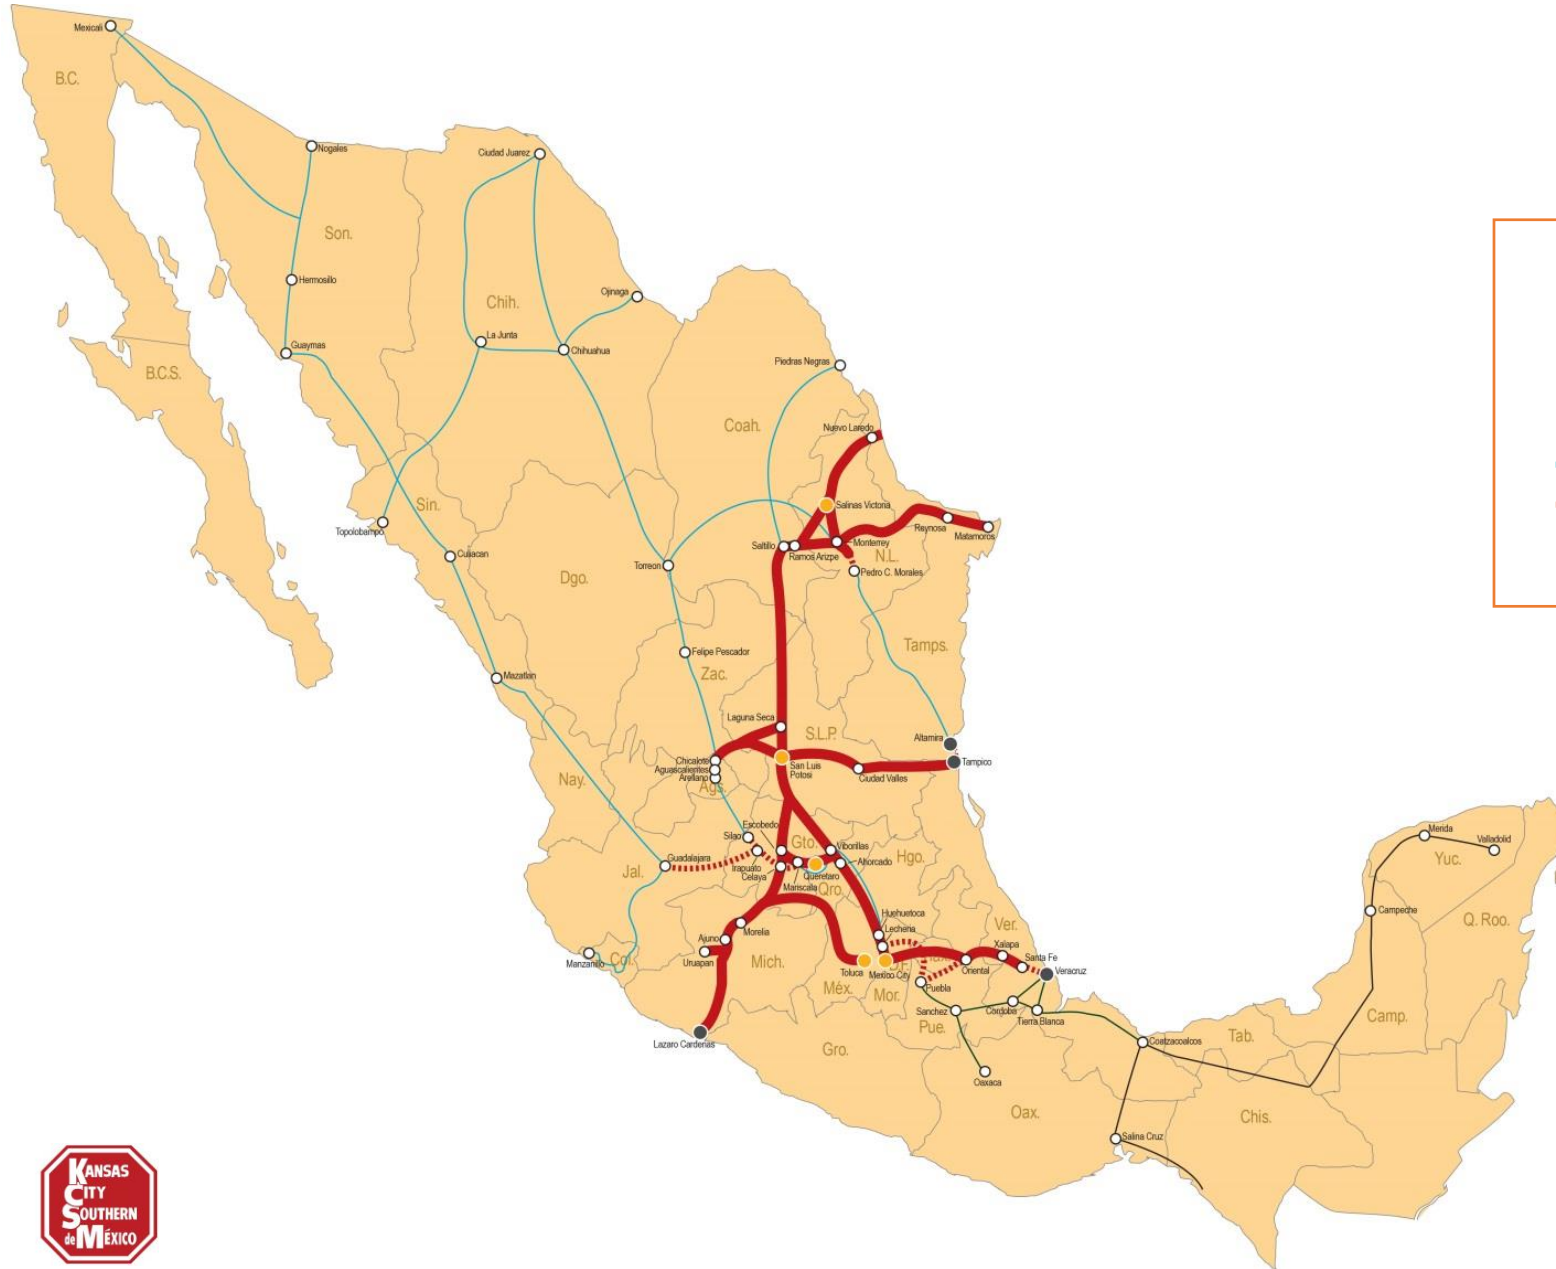 Mexicali
B.C.
Nogales
Ciudad Juarez
Son.
Hermosillo
Chih.
Ojinaga
Guaymas
La Junta
Chihuahua
B.C.S.
Piedras Negras
Coah.
Nuevo Laredo
Sin.
Salinas Victoria
Topolobampo
Reynosa
Matamoros
Culiacan
Saltillo
Ramos Arizpe
Monterrey
N.L.
Torreon
Pedro C. Morales
Dgo.
Felipe Pescador
Tamps.
Zac.
Mazatlan
Laguna Seca
S.L.P.
Altamira
Chicalote
Aguascalientes
Arellano
San Luis
Potosi
Tampico
Ciudad Valles
Nay.
Ags.
Escobedo
Silao
Gto.
Viborillas
Guadalajara
Ahorcado
Hgo.
Jal.
Irapuato
Celaya
Queretaro
Mariscala
Qro.
Merida
Valladolid
Yuc.
Campeche
Q. Roo.
Huehuetoca
Lecheria
Ver.
Morelia
Ajuno
Xalapa
Uruapan
Col.
Manzanillo
Mich.
Santa Fe
Toluca
Mexico City
D.F.
Oriental
Veracruz
Méx.
Mor.
Puebla
Sanchez
Cordoba
Tierra Blanca
Pue.
Camp.
Lazaro Cardenas
Gro.
Coatzacoalcos
Tab.
Oaxaca
Oax.
Chis.
Salina Cruz
KANSAS
CITY
SOUTHERN
de MÉXICO